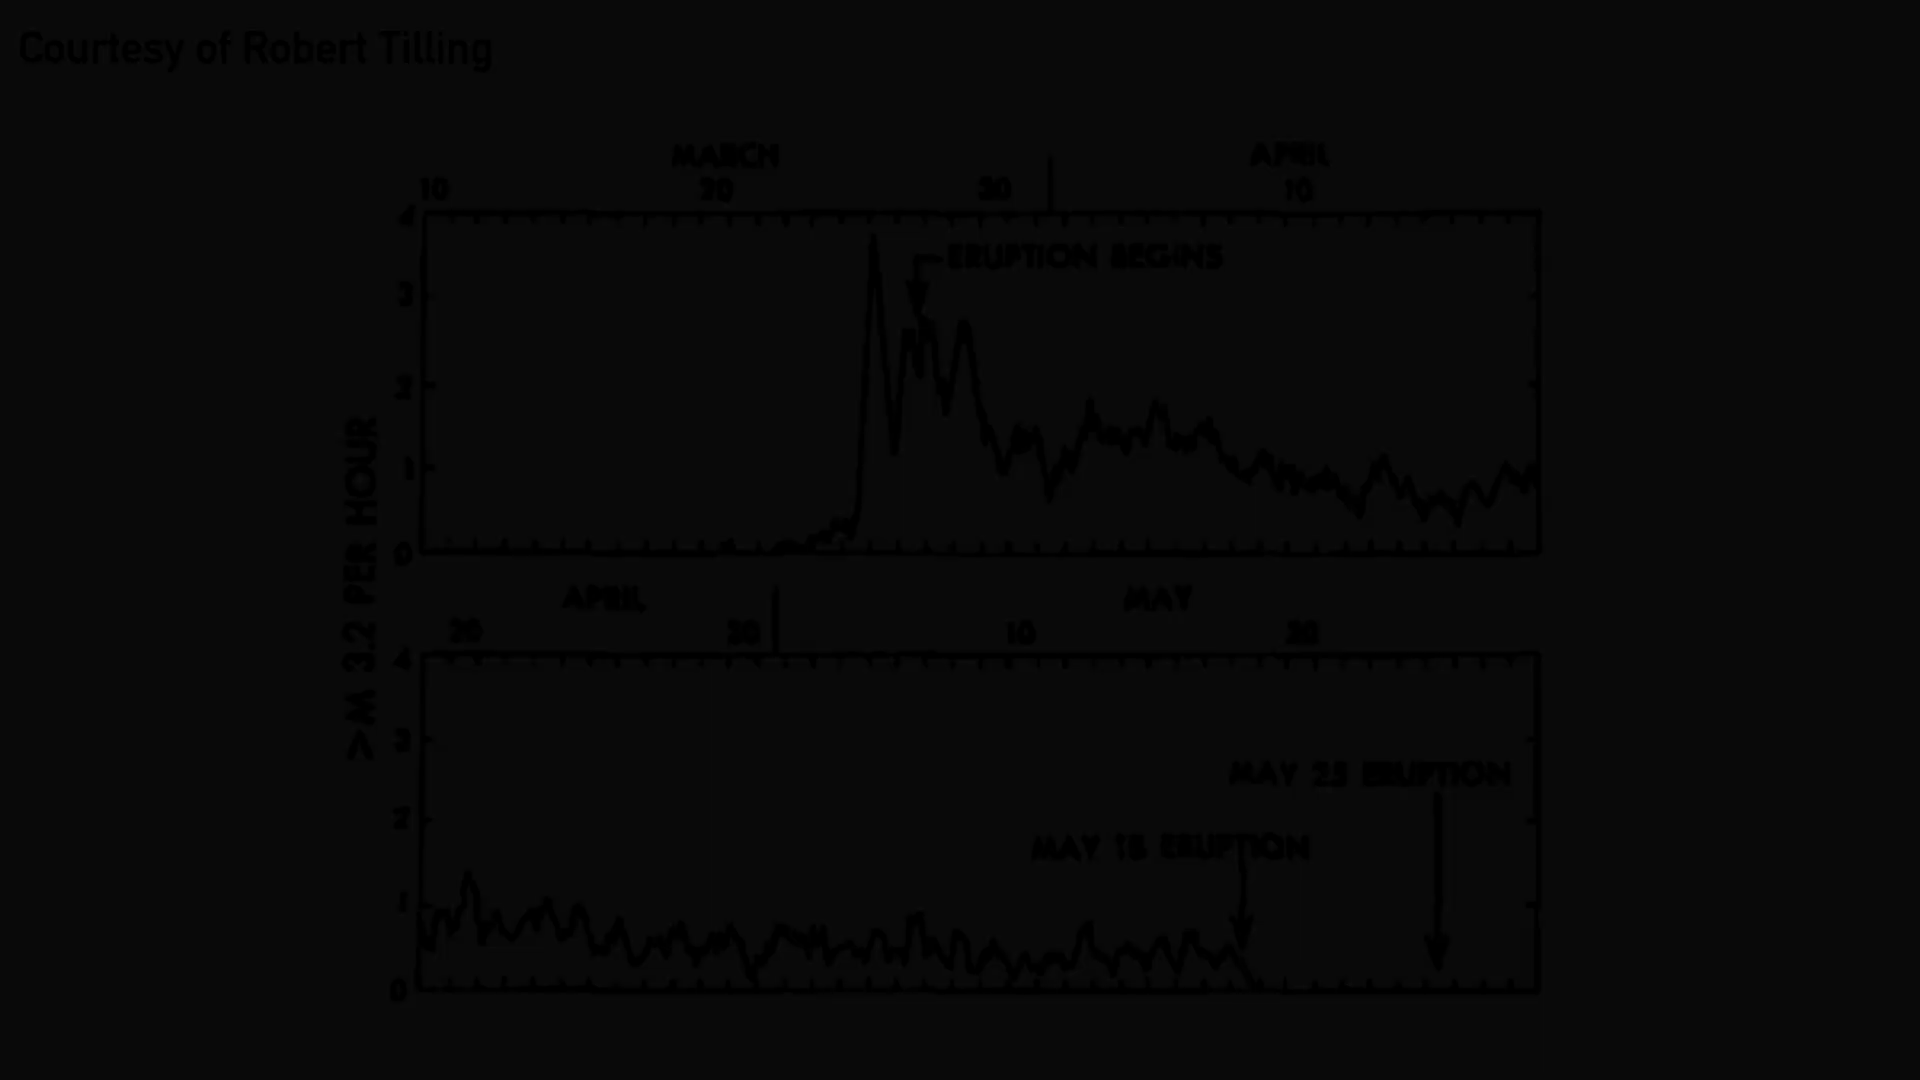 Courtesy of Robert Tilling
MARCH APRIL
10 20 30 10
4
ERUPTION BEGINS
3
2
1
0
>M 3.2 PER HOUR
APRIL MAY
20 30 10 20
4
3
MAY 25 ERUPTION
2
MAY 18 ERUPTION
1
0